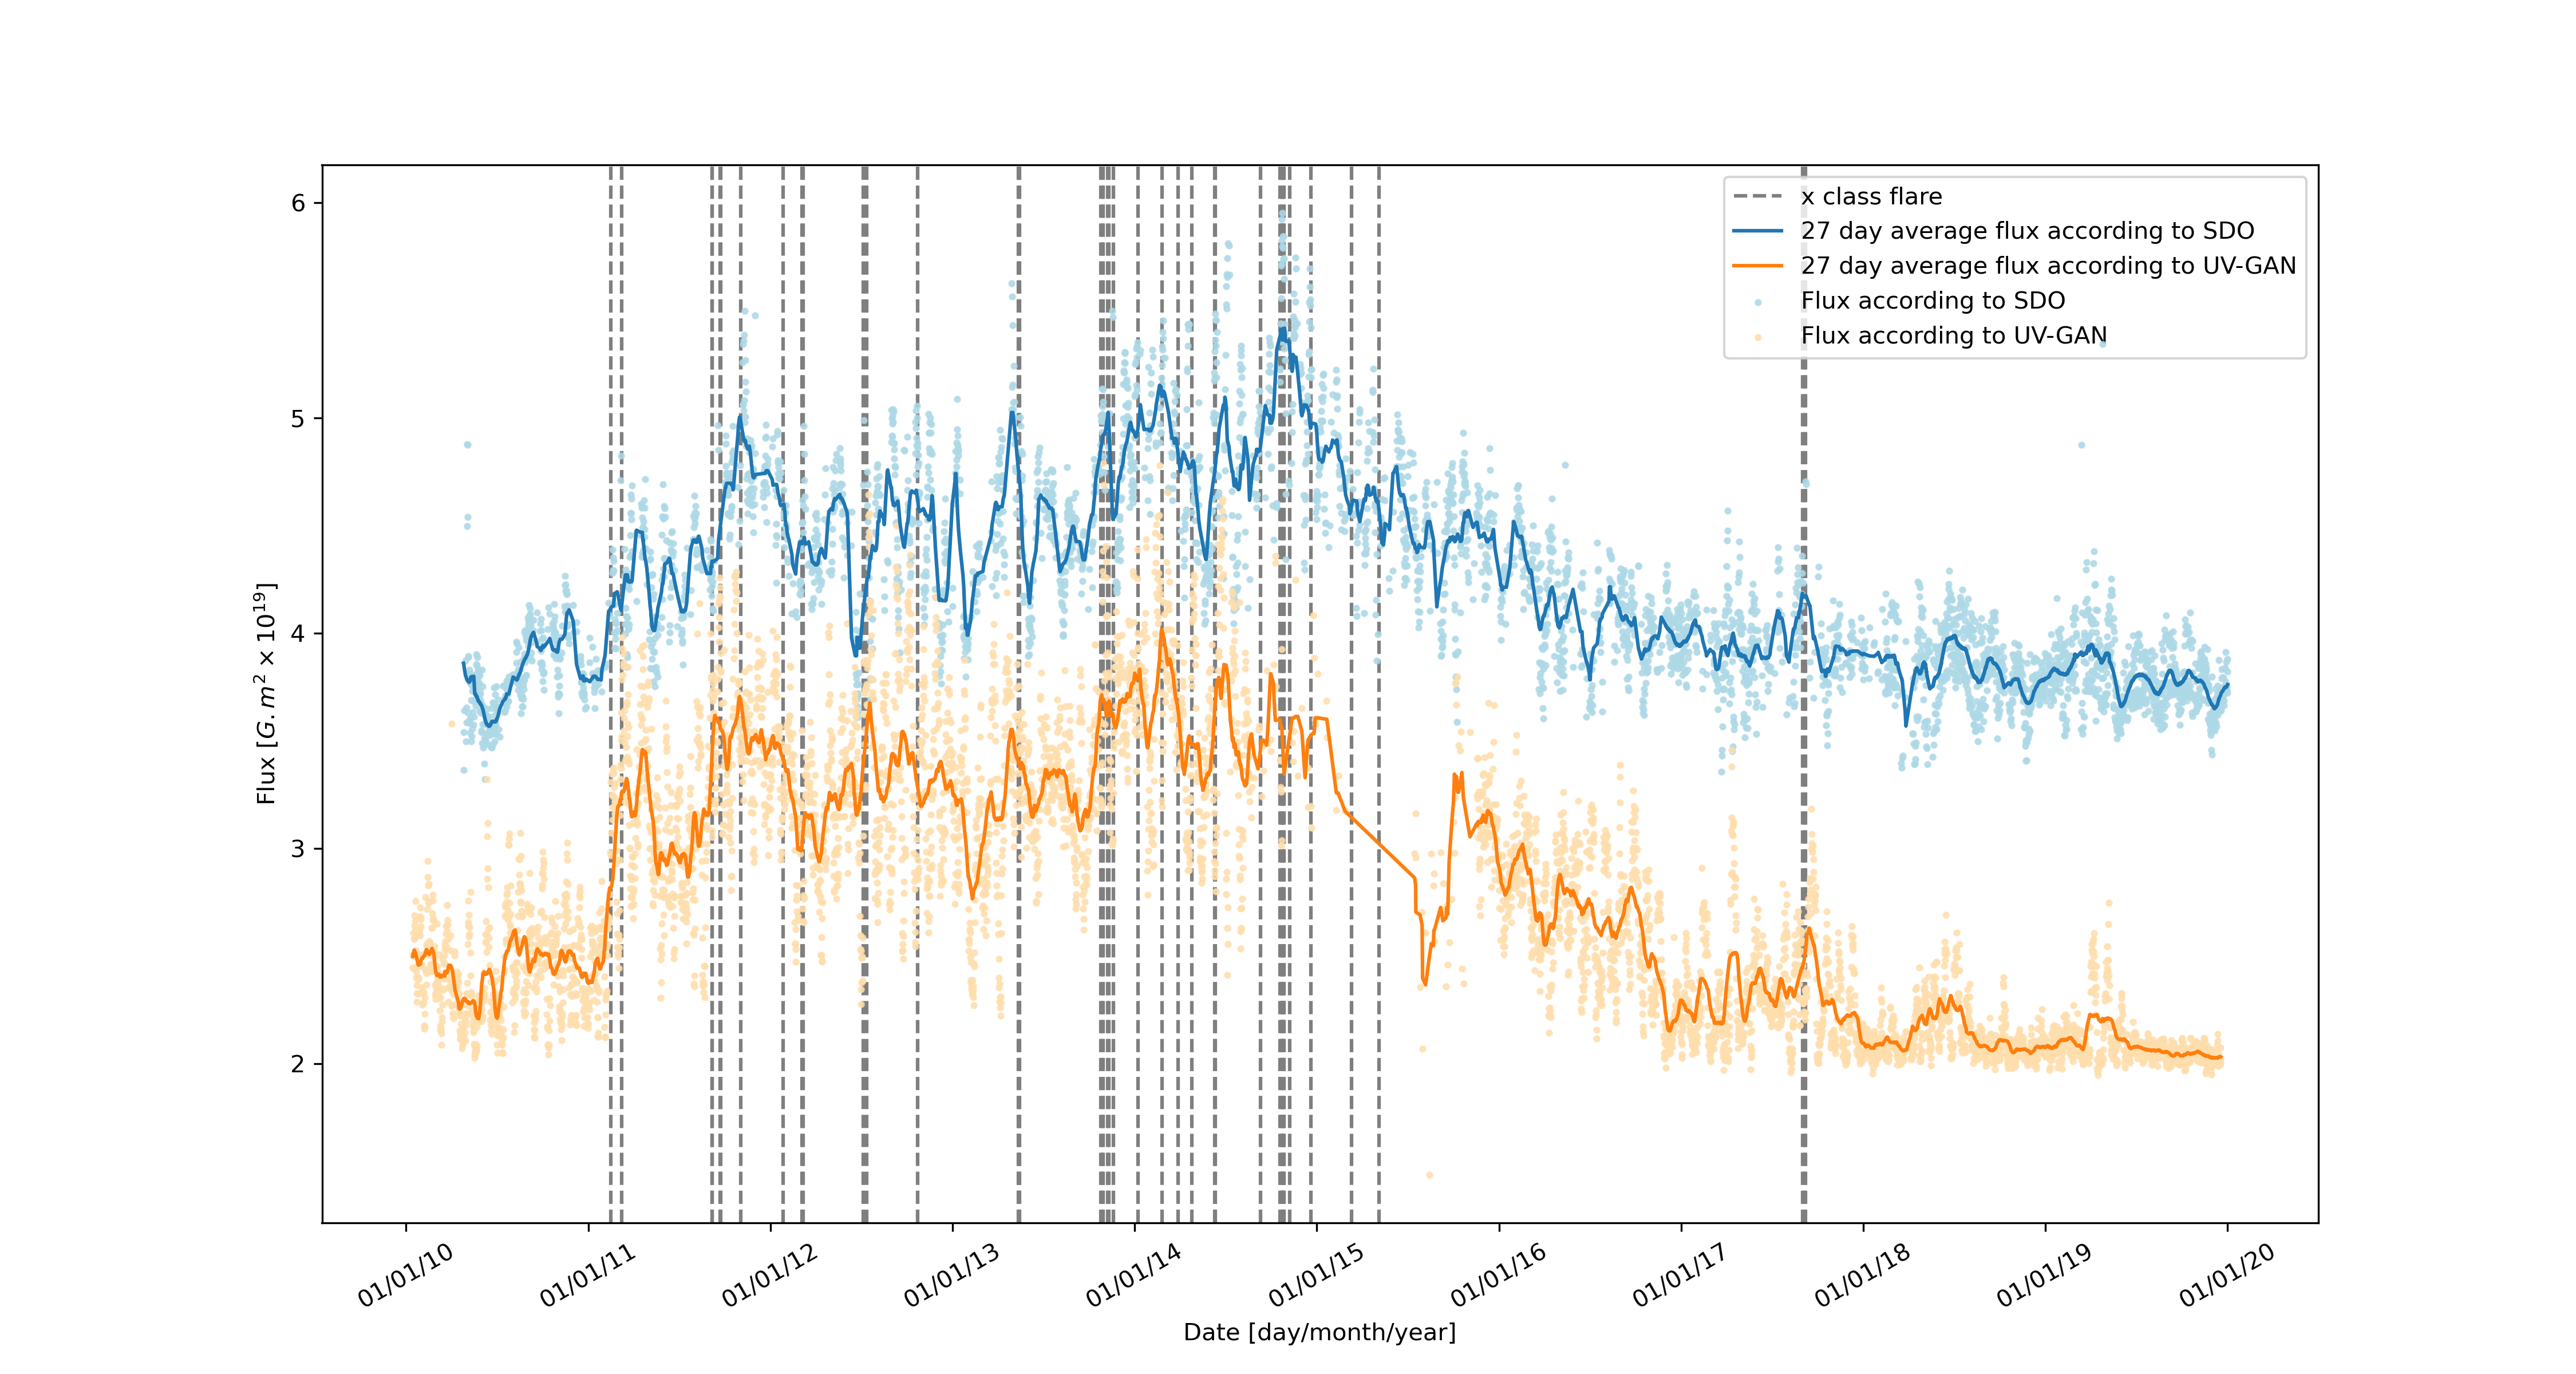 x class flare
27 day average flux according to SDO
27 day average flux according to UV-GAN
Flux according to SDO
Flux according to UV-GAN
6
5
4
3
2
Flux [G. m² × 10¹⁹]
01/01/10
01/01/11
01/01/12
01/01/13
01/01/14
01/01/15
01/01/16
01/01/17
01/01/18
01/01/19
01/01/20
Date [day/month/year]